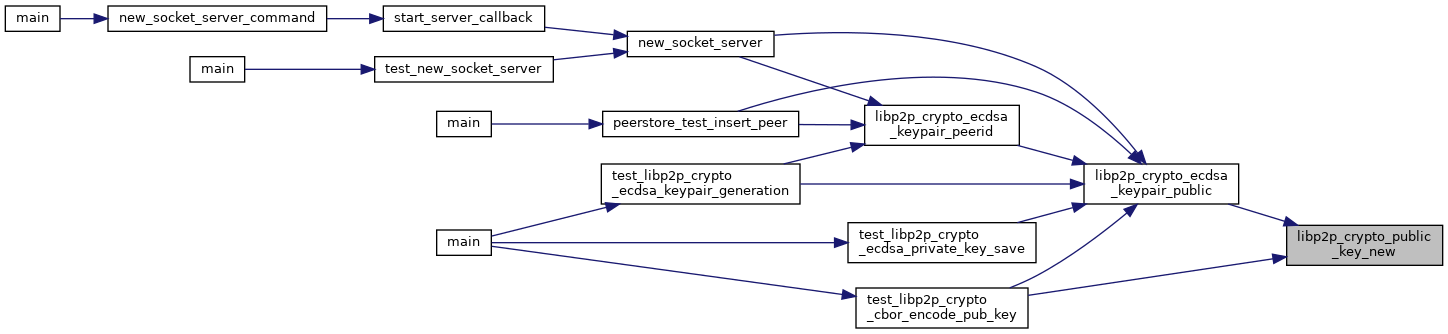 main
new_socket_server_command
start_server_callback
new_socket_server
main
test_new_socket_server
main
peerstore_test_insert_peer
libp2p_crypto_ecdsa
_keypair_peerid
test_libp2p_crypto
_ecdsa_keypair_generation
libp2p_crypto_ecdsa
_keypair_public
main
test_libp2p_crypto
_ecdsa_private_key_save
libp2p_crypto_public
_key_new
test_libp2p_crypto
_cbor_encode_pub_key